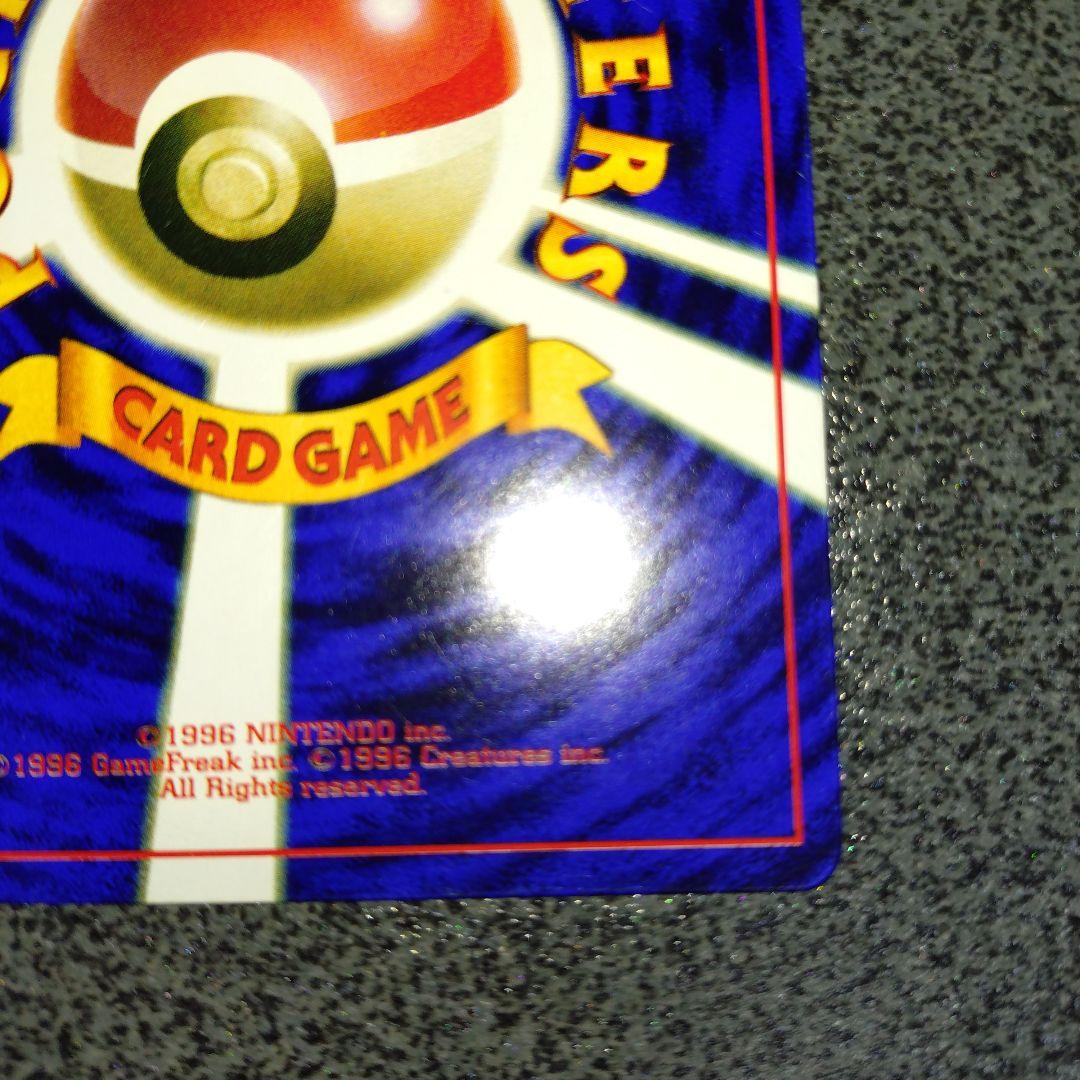 ERS
CARD GAME
©1996 NINTENDO inc.
©1996 GameFreak inc. ©1996 Creatures inc.
All Rights reserved.